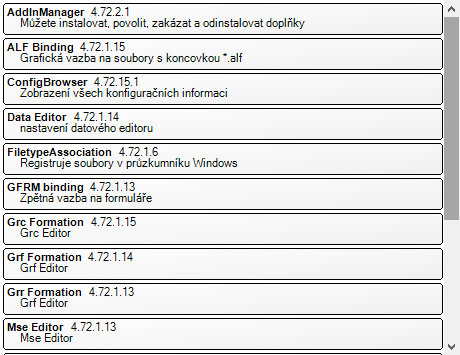 AddInManager 4.72.2.1
Můžete instalovat, povolit, zakázat a odinstalovat doplňky
ALF Binding 4.72.1.15
Grafická vazba na soubory s koncovkou *.alf
ConfigBrowser 4.72.15.1
Zobrazení všech konfiguračních informaci
Data Editor 4.72.1.14
nastavení datového editoru
FiletypeAssociation 4.72.1.6
Registruje soubory v průzkumníku Windows
GFRM binding 4.72.1.13
Zpětná vazba na formuláře
Grc Formation 4.72.1.15
Grc Editor
Grf Formation 4.72.1.14
Grf Editor
Grr Formation 4.72.1.13
Grf Editor
Mse Editor 4.72.1.13
Mse Editor